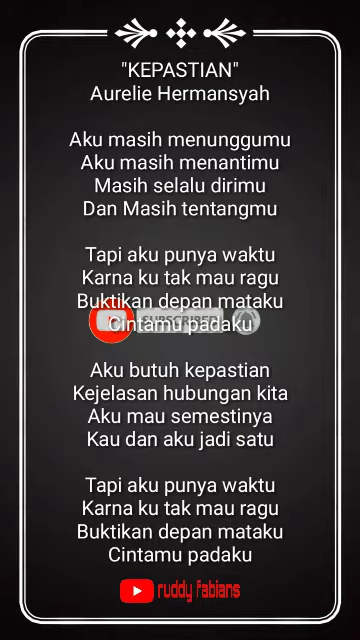 "KEPASTIAN"
Aurelie Hermansyah
Aku masih menunggumu
Aku masih menantimu
Masih selalu dirimu
Dan Masih tentangmu
Tapi aku punya waktu
Karna ku tak mau ragu
Buktikan depan mataku
SUBSCRIBED
Cintamu padaku
Aku butuh kepastian
Kejelasan hubungan kita
Aku mau semestinya
Kau dan aku jadi satu
Tapi aku punya waktu
Karna ku tak mau ragu
Buktikan depan mataku
Cintamu padaku
ruddy fabians